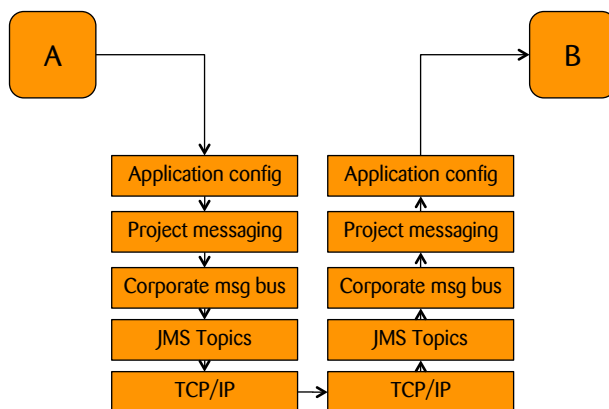 A
B
Application config
Application config
Project messaging
Project messaging
Corporate msg bus
Corporate msg bus
JMS Topics
JMS Topics
TCP/IP
TCP/IP